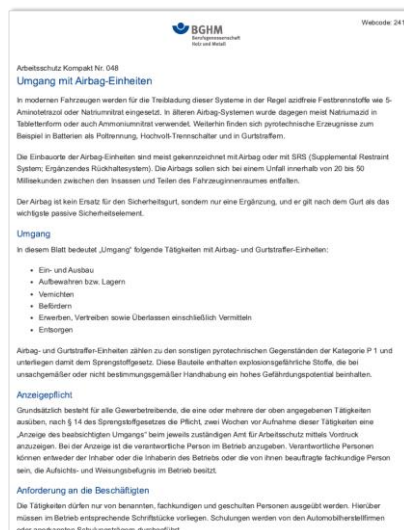 Webcode: 241
BGHM
Berufsgenossenschaft
Holz und Metall
Arbeitsschutz Kompakt Nr. 048
Umgang mit Airbag-Einheiten
In modernen Fahrzeugen werden für die Treibladung dieser Systeme in der Regel azidfreie Festbrennstoffe wie 5-
Aminotetrazol oder Natriumnitrat eingesetzt. In älteren Airbag-Systemen wurde dagegen meist Natriumazid in
Tablettenform oder auch Ammoniumnitrat verwendet. Weiterhin finden sich pyrotechnische Erzeugnisse zum
Beispiel in Batterien als Poltrennung, Hochvolt-Trennschalter und in Gurtstraffern.
Die Einbauorte der Airbag-Einheiten sind meist gekennzeichnet mit Airbag oder mit SRS (Supplemental Restraint
System; Ergänzendes Rückhaltesystem). Die Airbags sollen sich bei einem Unfall innerhalb von 20 bis 50
Millisekunden zwischen den Insassen und Teilen des Fahrzeuginnenraumes entfalten.
Der Airbag ist kein Ersatz für den Sicherheitsgurt, sondern nur eine Ergänzung, und er gilt nach dem Gurt als das
wichtigste passive Sicherheitselement.
Umgang
In diesem Blatt bedeutet „Umgang“ folgende Tätigkeiten mit Airbag- und Gurtstraffer-Einheiten:
• Ein- und Ausbau
• Aufbewahren bzw. Lagern
• Vernichten
• Befördern
• Erwerben, Vertreiben sowie Überlassen einschließlich Vermitteln
• Entsorgen
Airbag- und Gurtstraffer-Einheiten zählen zu den sonstigen pyrotechnischen Gegenständen der Kategorie P 1 und
unterliegen damit dem Sprengstoffgesetz. Diese Bauteile enthalten explosionsgefährliche Stoffe, die bei
unsachgemäßer oder nicht bestimmungsgemäßer Handhabung ein hohes Gefährdungspotential beinhalten.
Anzeigepflicht
Grundsätzlich besteht für alle Gewerbetreibende, die eine oder mehrere der oben angegebenen Tätigkeiten
ausüben, nach § 14 des Sprengstoffgesetzes die Pflicht, zwei Wochen vor Aufnahme dieser Tätigkeiten eine
„Anzeige des beabsichtigten Umgangs“ beim jeweils zuständigen Amt für Arbeitsschutz mittels Vordruck
anzuzeigen. Bei der Anzeige ist die verantwortliche Person im Betrieb anzugeben. Verantwortliche Personen
können entweder der Inhaber oder die Inhaberin des Betriebs oder die von ihnen beauftragte fachkundige Person
sein, die Aufsichts- und Weisungsbefugnis im Betrieb besitzt.
Anforderung an die Beschäftigten
Die Tätigkeiten dürfen nur von benannten, fachkundigen und geschulten Personen ausgeübt werden. Hierüber
müssen im Betrieb entsprechende Schriftstücke vorliegen. Schulungen werden von den Automobilherstellfirmen
oder anerkannten Schulungsträgern durchgeführt.